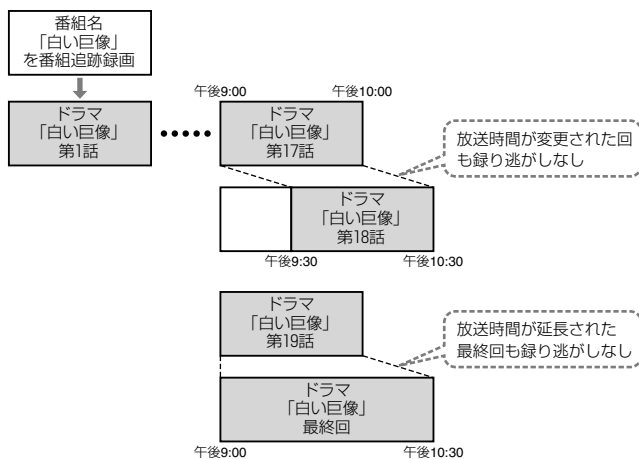 番組名
「白い巨像」
を番組追跡録画
ドラマ
「白い巨像」
第1話
午後9:00
午後10:00
ドラマ
「白い巨像」
第17話
放送時間が変更された回
も録り逃がしなし
ドラマ
「白い巨像」
第18話
午後9:30
午後10:30
ドラマ
「白い巨像」
第19話
放送時間が延長された
最終回も録り逃がしなし
ドラマ
「白い巨像」
最終回
午後9:00
午後10:30